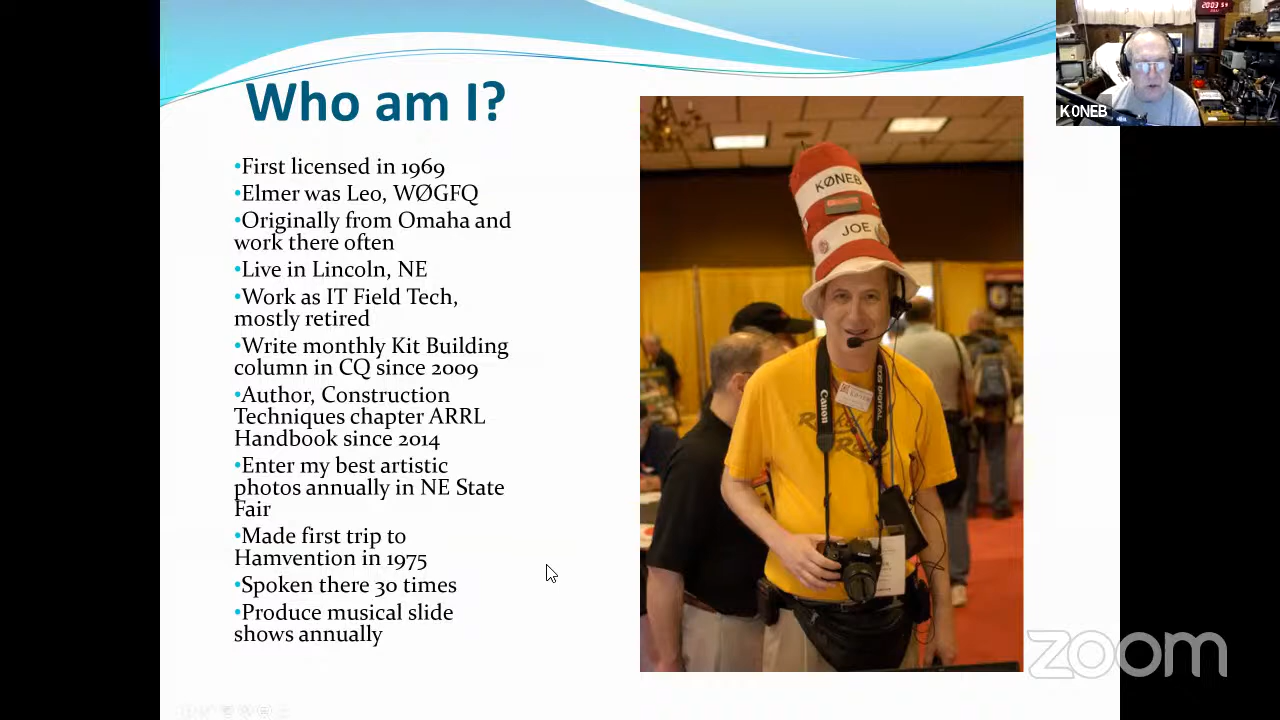 Who am I?
•First licensed in 1969
•Elmer was Leo, WØGFQ
•Originally from Omaha and
work there often
•Live in Lincoln, NE
•Work as IT Field Tech,
mostly retired
•Write monthly Kit Building
column in CQ since 2009
•Author, Construction
Techniques chapter ARRL
Handbook since 2014
•Enter my best artistic
photos annually in NE State
Fair
•Made first trip to
Hamvention in 1975
•Spoken there 30 times
•Produce musical slide
shows annually
KØNEB
JOE
Canon
EOS DIGITAL
K0NEB
zoom